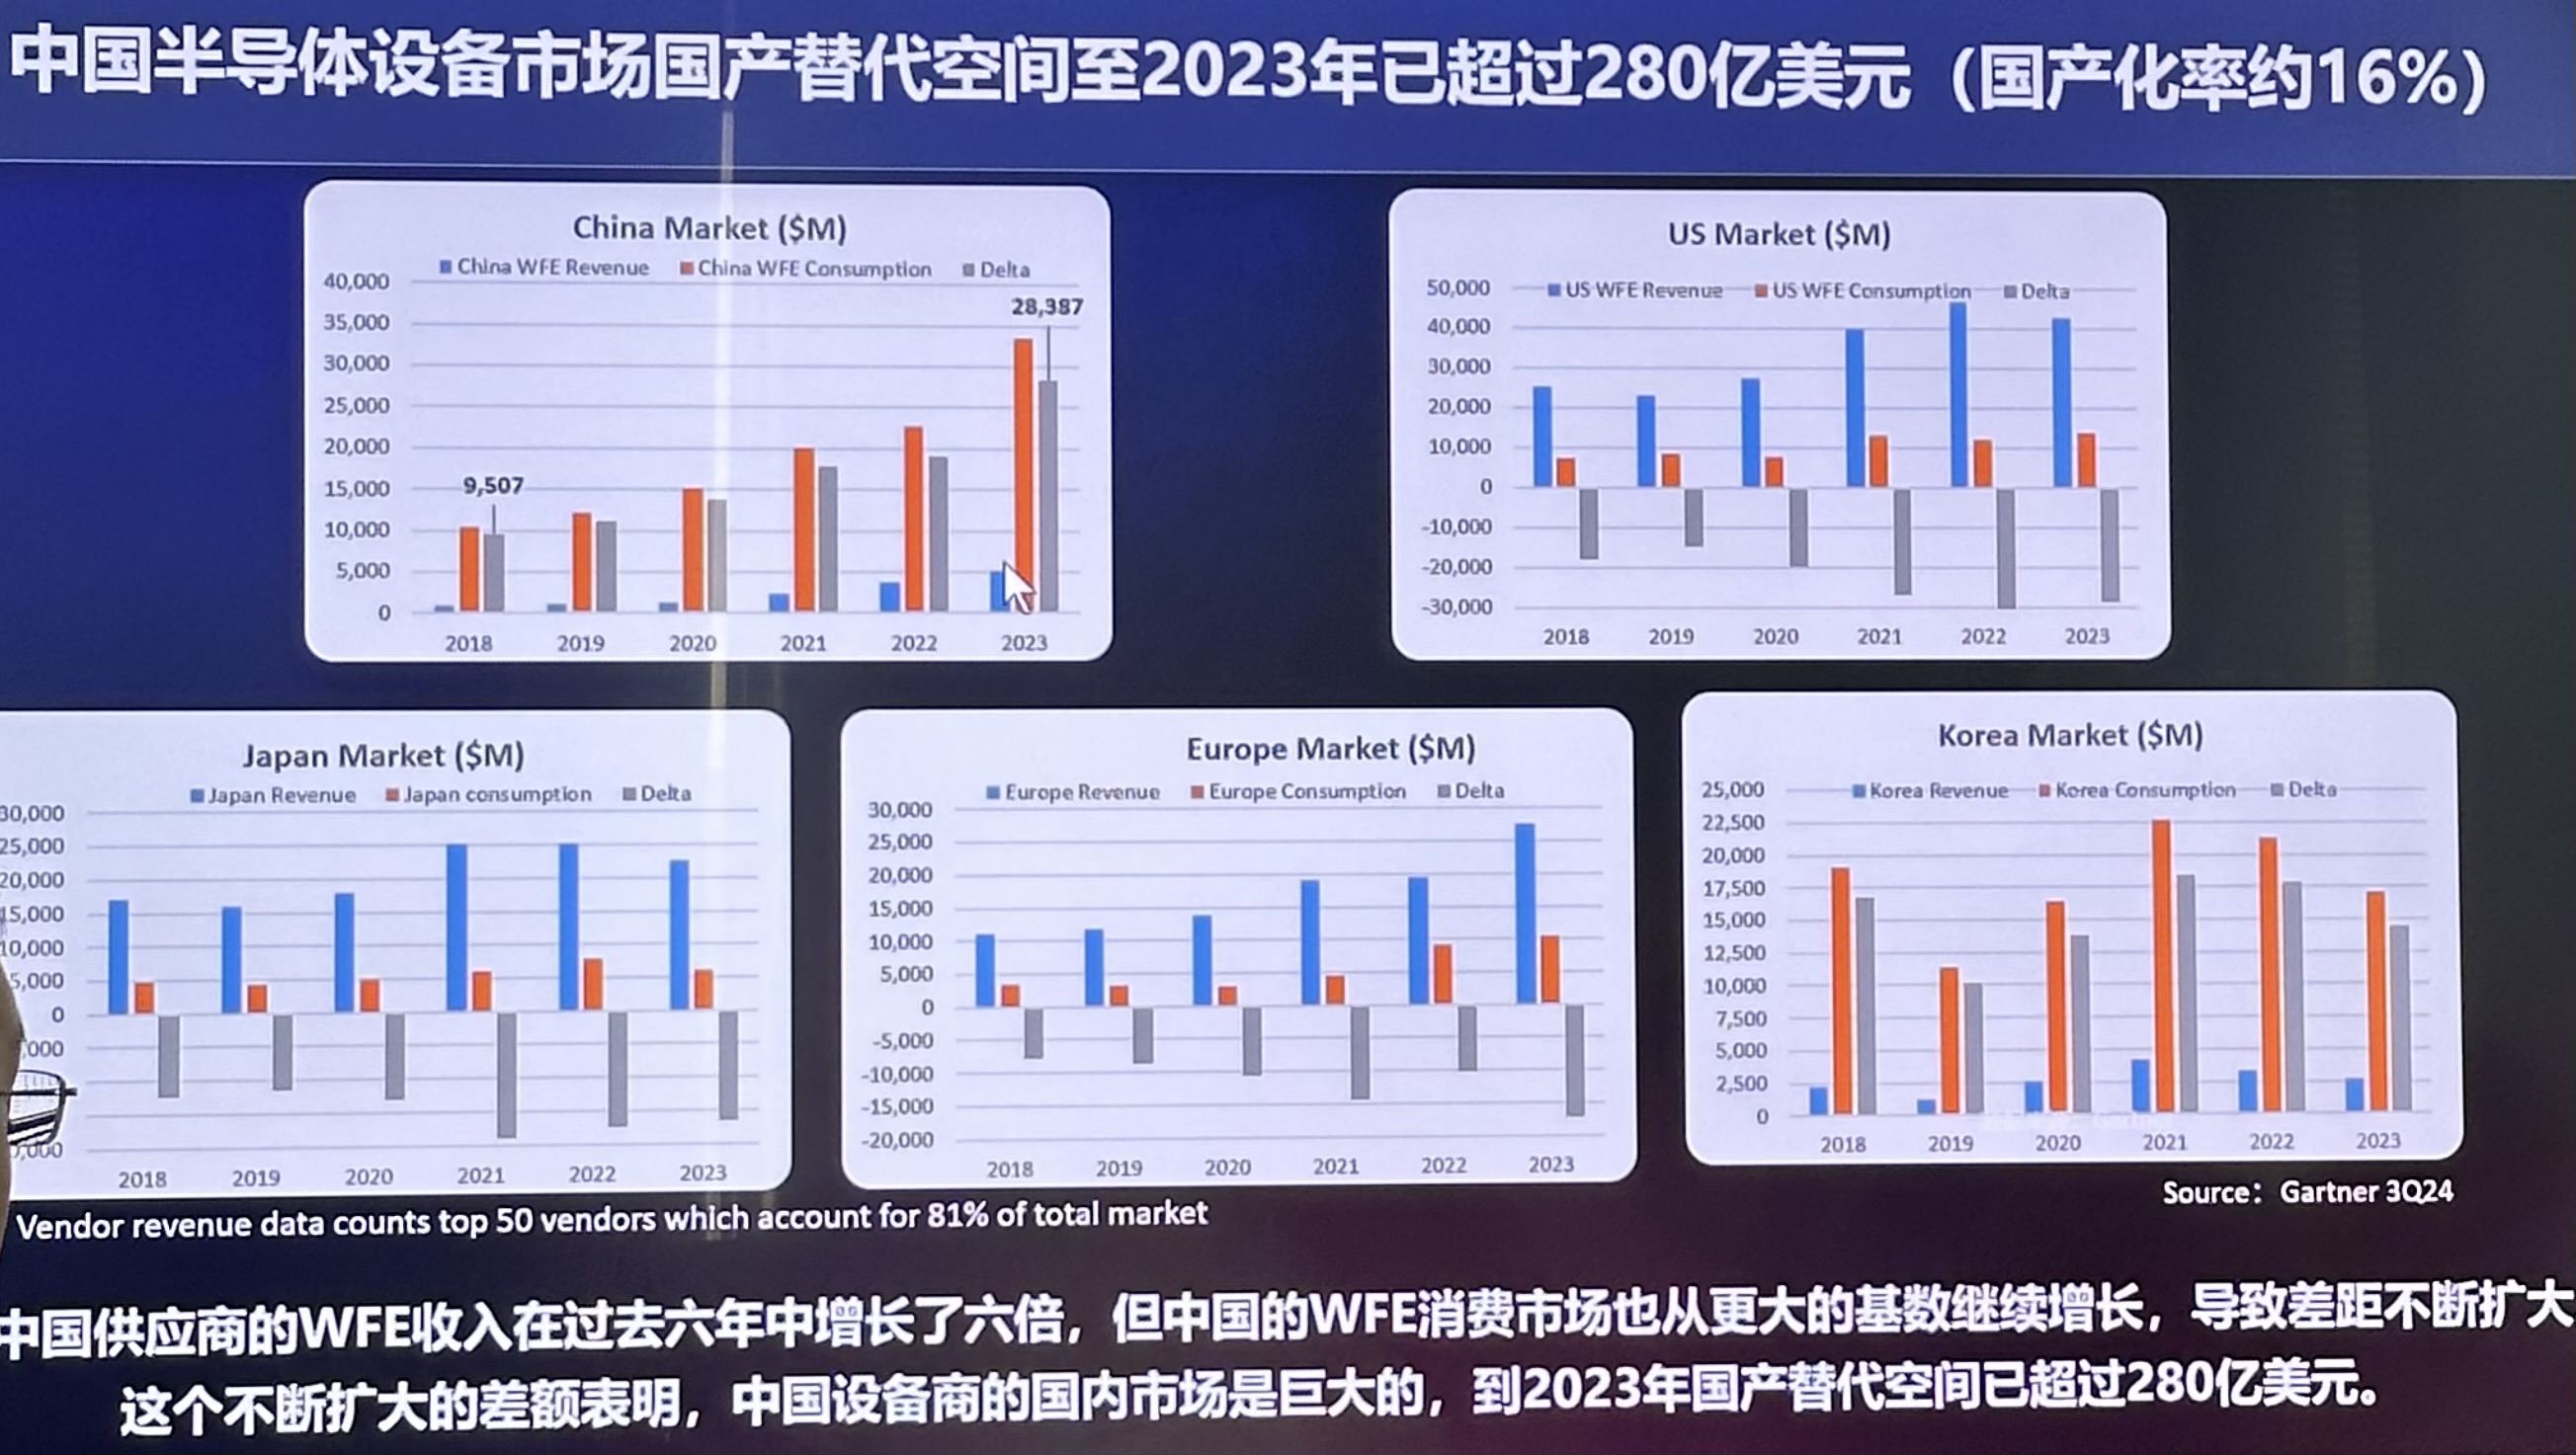 中国半导体设备市场国产替代空间至2023年已超过280亿美元（国产化率约16%）
China Market ($M)
China WFE Revenue China WFE Consumption Delta
40,000
35,000
30,000
25,000
20,000
15,000
10,000
5,000
0
9,507
28,387
2018 2019 2020 2021 2022 2023
US Market ($M)
US WFE Revenue US WFE Consumption Delta
50,000
40,000
30,000
20,000
10,000
0
-10,000
-20,000
-30,000
2018 2019 2020 2021 2022 2023
Japan Market ($M)
Japan Revenue Japan consumption Delta
30,000
25,000
20,000
15,000
10,000
5,000
0
,000
,000
2018 2019 2020 2021 2022 2023
Europe Market ($M)
Europe Revenue Europe Consumption Delta
30,000
25,000
20,000
15,000
10,000
5,000
0
-5,000
-10,000
-15,000
-20,000
2018 2019 2020 2021 2022 2023
Korea Market ($M)
Korea Revenue Korea Consumption Delta
25,000
22,500
20,000
17,500
15,000
12,500
10,000
7,500
5,000
2,500
0
2018 2019 2020 2021 2022 2023
Source：Gartner 3Q24
Vendor revenue data counts top 50 vendors which account for 81% of total market
中国供应商的WFE收入在过去六年中增长了六倍，但中国的WFE消费市场也从更大的基数继续增长，导致差距不断扩大
这个不断扩大的差额表明，中国设备商的国内市场是巨大的，到2023年国产替代空间已超过280亿美元。